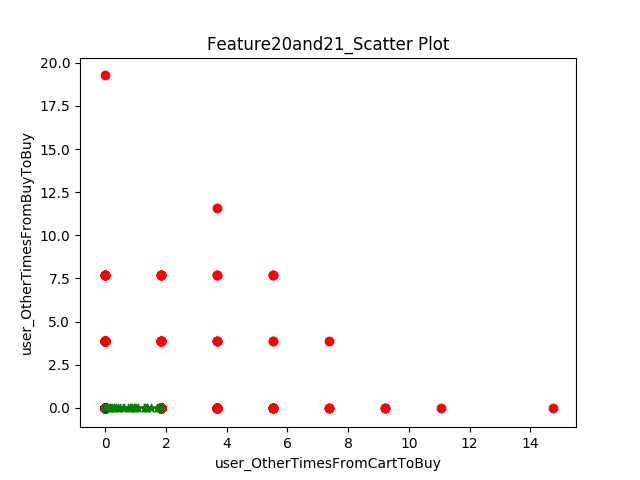 Feature20and21_Scatter Plot
20.0
17.5
15.0
12.5
10.0
7.5
5.0
2.5
0.0
user_OtherTimesFromBuyToBuy
0 2 4 6 8 10 12 14
user_OtherTimesFromCartToBuy